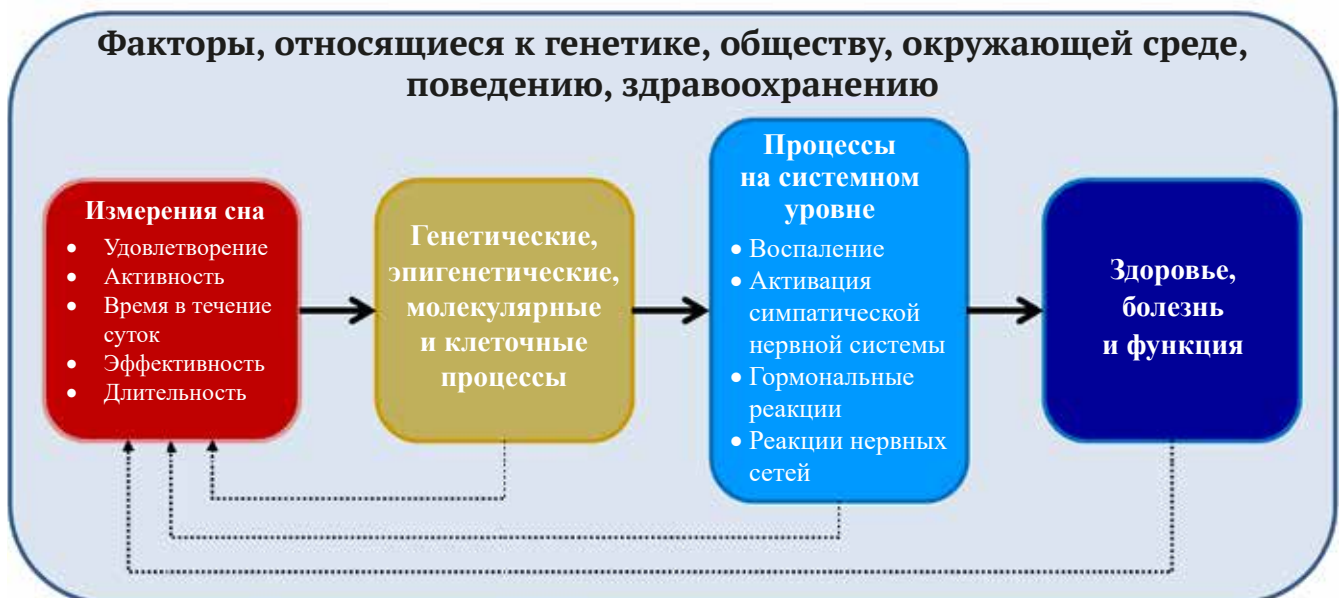 Факторы, относящиеся к генетике, обществу, окружающей среде,
поведению, здравоохранению
Измерения сна
• Удовлетворение
• Активность
• Время в течение
суток
• Эффективность
• Длительность
Генетические,
эпигенетические,
молекулярные
и клеточные
процессы
Процессы
на системном
уровне
• Воспаление
• Активация
симпатической
нервной системы
• Гормональные
реакции
• Реакции нервных
сетей
Здоровье,
болезнь
и функция